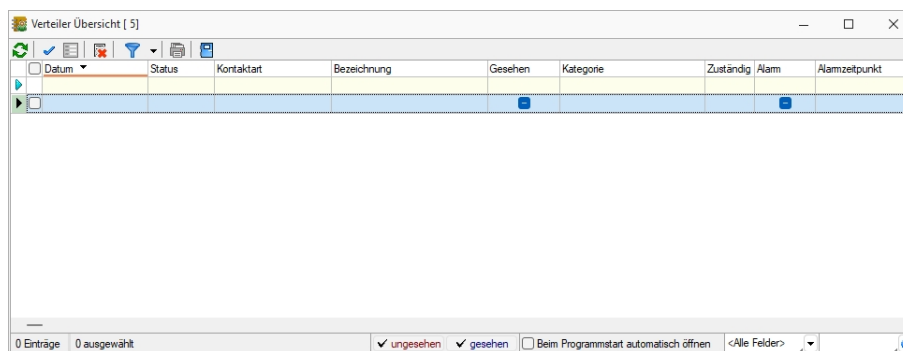 Verteiler Übersicht [ 5]
Datum Status Kontaktart Bezeichnung Gesehen Kategorie Zuständig Alarm Alarmzeitpunkt
0 Einträge 0 ausgewählt ungesehen gesehen Beim Programmstart automatisch öffnen <Alle Felder>